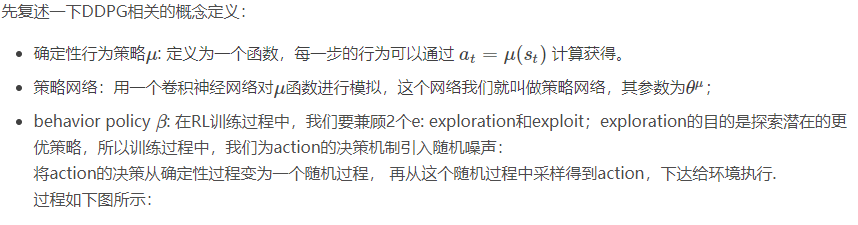 先复述一下DDPG相关的概念定义：
• 确定性行为策略μ: 定义为一个函数，每一步的行为可以通过 a_t = μ(s_t) 计算获得。
• 策略网络：用一个卷积神经网络对μ函数进行模拟，这个网络我们就叫做策略网络，其参数为θ^μ；
• behavior policy β: 在RL训练过程中，我们要兼顾2个e: exploration和exploit；exploration的目的是探索潜在的更
优策略，所以训练过程中，我们为action的决策机制引入随机噪声：
将action的决策从确定性过程变为一个随机过程， 再从这个随机过程中采样得到action，下达给环境执行.
过程如下图所示：